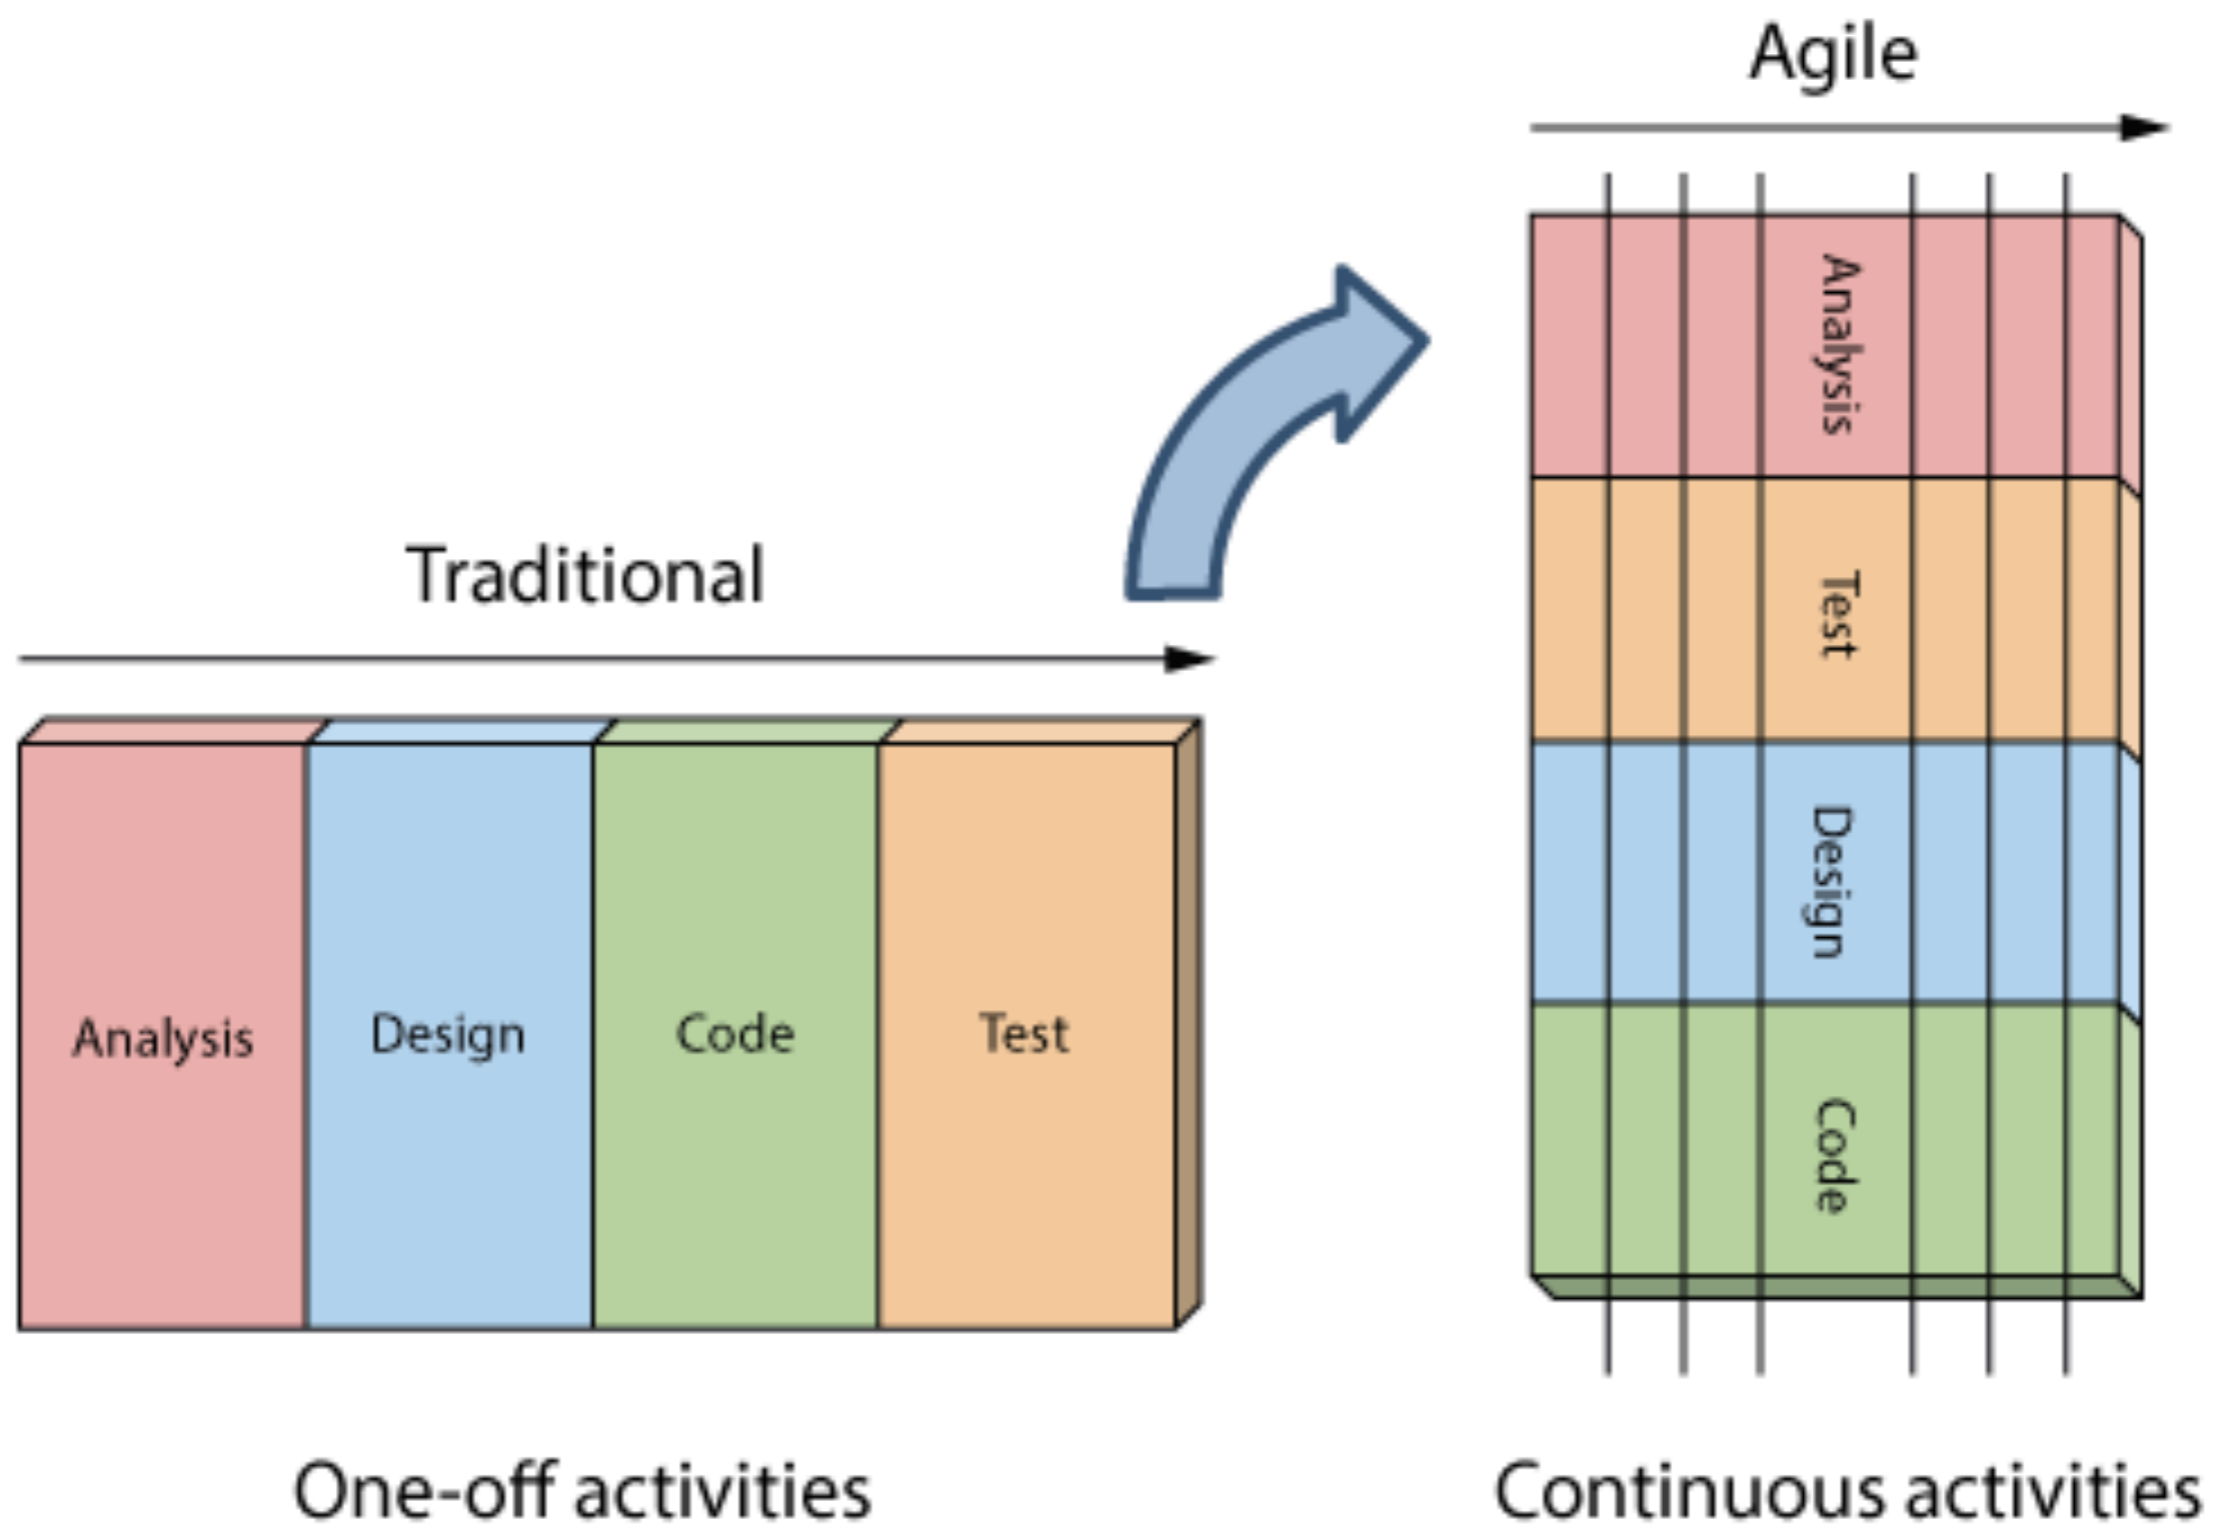 Agile
Analysis
Test
Design
Code
Traditional
Analysis
Design
Code
Test
One-off activities
Continuous activities